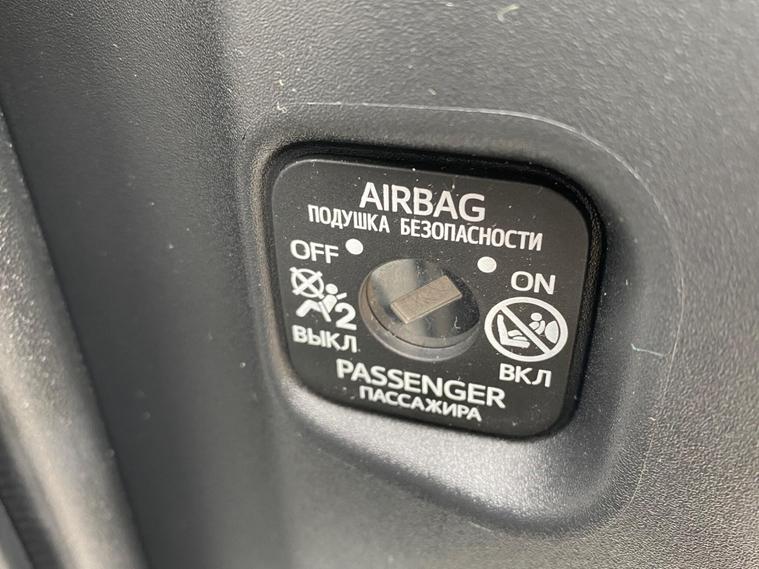 AIRBAG
ПОДУШКА БЕЗОПАСНОСТИ
OFF
ON
2
ВЫКЛ
ВКЛ
PASSENGER
ПАССАЖИРА